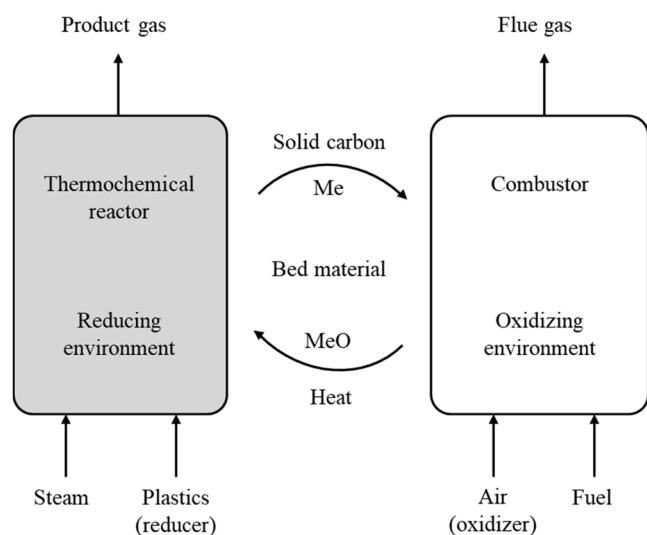 Product gas
Flue gas
Thermochemical
reactor
Reducing
environment
Solid carbon
Me
Bed material
MeO
Heat
Combustor
Oxidizing
environment
Steam
Plastics
(reducer)
Air
(oxidizer)
Fuel